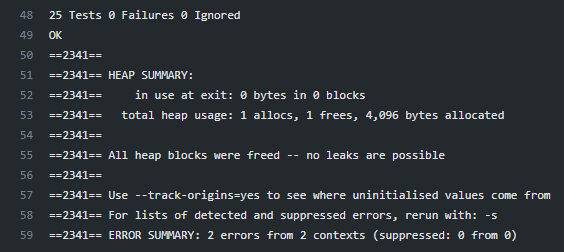 48 25 Tests 0 Failures 0 Ignored
49 OK
50 ==2341==
51 ==2341== HEAP SUMMARY:
52 ==2341==     in use at exit: 0 bytes in 0 blocks
53 ==2341==   total heap usage: 1 allocs, 1 frees, 4,096 bytes allocated
54 ==2341==
55 ==2341== All heap blocks were freed -- no leaks are possible
56 ==2341==
57 ==2341== Use --track-origins=yes to see where uninitialised values come from
58 ==2341== For lists of detected and suppressed errors, rerun with: -s
59 ==2341== ERROR SUMMARY: 2 errors from 2 contexts (suppressed: 0 from 0)